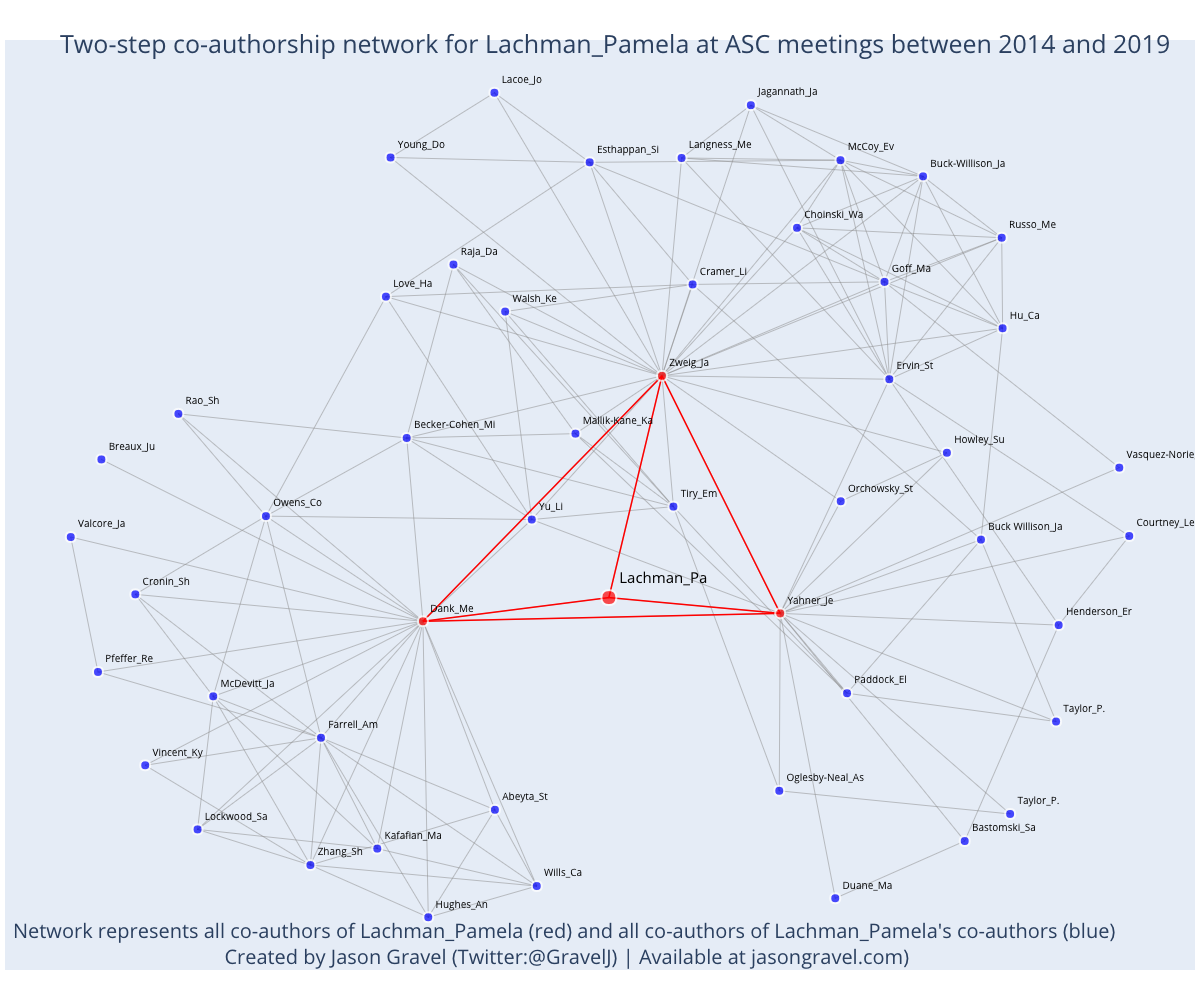 Two-step co-authorship network for Lachman_Pamela at ASC meetings between 2014 and 2019
Lacoe_Jo
Jagannath_Ja
Young_Do
Esthappan_Si
Langness_Me
McCoy_Ev
Buck-Willison_Ja
Choinski_Wa
Russo_Me
Raja_Da
Cramer_Li
Goff_Ma
Love_Ha
Walsh_Ke
Hu_Ca
Zweig_Ja
Ervin_St
Rao_Sh
Becker-Cohen_Mi
Mallik-Kane_Ka
Howley_Su
Breaux_Ju
Vasquez-Norie
Owens_Co
Yu_Li
Tiry_Em
Orchowsky_St
Valcore_Ja
Buck Willison_Ja
Courtney_Le
Cronin_Sh
Lachman_Pa
Dank_Me
Yahner_Je
Henderson_Er
Pfeffer_Re
McDevitt_Ja
Paddock_El
Taylor_P.
Farrell_Am
Vincent_Ky
Oglesby-Neal_As
Abeyta_St
Taylor_P.
Lockwood_Sa
Kafafian_Ma
Bastomski_Sa
Zhang_Sh
Wills_Ca
Duane_Ma
Hughes_An
Network represents all co-authors of Lachman_Pamela (red) and all co-authors of Lachman_Pamela's co-authors (blue)
Created by Jason Gravel (Twitter:@GravelJ) | Available at jasongravel.com)